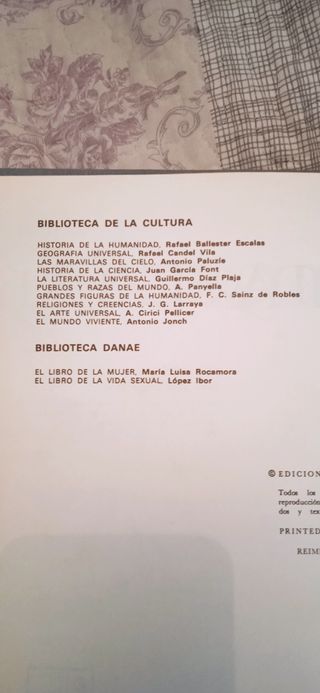 BIBLIOTECA DE LA CULTURA
HISTORIA DE LA HUMANIDAD, Rafael Ballester Escalas
GEOGRAFIA UNIVERSAL, Rafael Candel Vila
LAS MARAVILLAS DEL CIELO, Antonio Paluzie
HISTORIA DE LA CIENCIA, Juan García Font
LA LITERATURA UNIVERSAL, Guillermo Díaz Plaja
PUEBLOS Y RAZAS DEL MUNDO, A. Panyella
GRANDES FIGURAS DE LA HUMANIDAD, F. C. Sainz de Robles
RELIGIONES Y CREENCIAS, J. G. Larraya
EL ARTE UNIVERSAL, A. Cirici Pellicer
EL MUNDO VIVIENTE, Antonio Jonch
BIBLIOTECA DANAE
EL LIBRO DE LA MUJER, María Luisa Rocamora
EL LIBRO DE LA VIDA SEXUAL, López Ibor
© EDICION
Todos los
reproducción
dos y tex
PRINTED
REIM